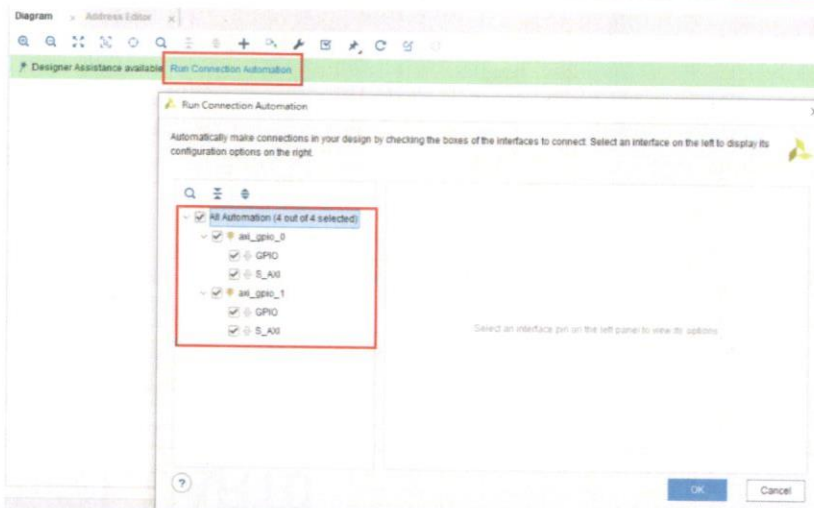 Diagram × Address Editor ×
Designer Assistance available. Run Connection Automation
Run Connection Automation
Automatically make connections in your design by checking the boxes of the interfaces to connect. Select an interface on the left to display its
configuration options on the right.
All Automation (4 out of 4 selected)
axi_gpio_0
GPIO
S_AXI
axi_gpio_1
GPIO
S_AXI
Select an interface pin on the left panel to view its options
?
OK
Cancel